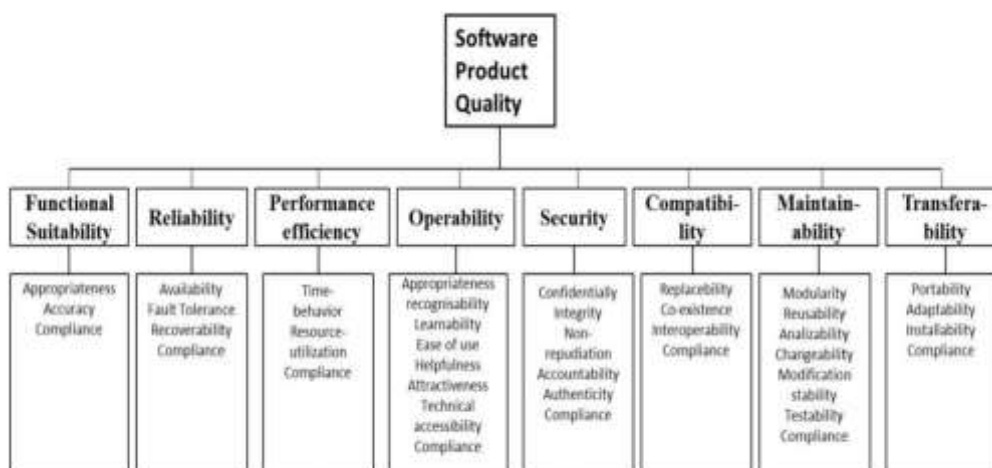 Software
Product
Quality
Functional
Suitability
Reliability
Performance
efficiency
Operability
Security
Compatibi-
lity
Maintain-
ability
Transfera-
bility
Appropriateness
Accuracy
Compliance
Availability
Fault Tolerance
Recoverability
Compliance
Time-
behavior
Resource-
utilization
Compliance
Appropriateness
recognisability
Learnability
Ease of use
Helpfulness
Attractiveness
Technical
accessibility
Compliance
Confidentially
Integrity
Non-
repudiation
Accountability
Authenticity
Compliance
Replacebility
Co-existence
Interoperability
Compliance
Modularity
Reusability
Analizability
Changeability
Modification
stability
Testability
Compliance
Portability
Adaptability
Installability
Compliance